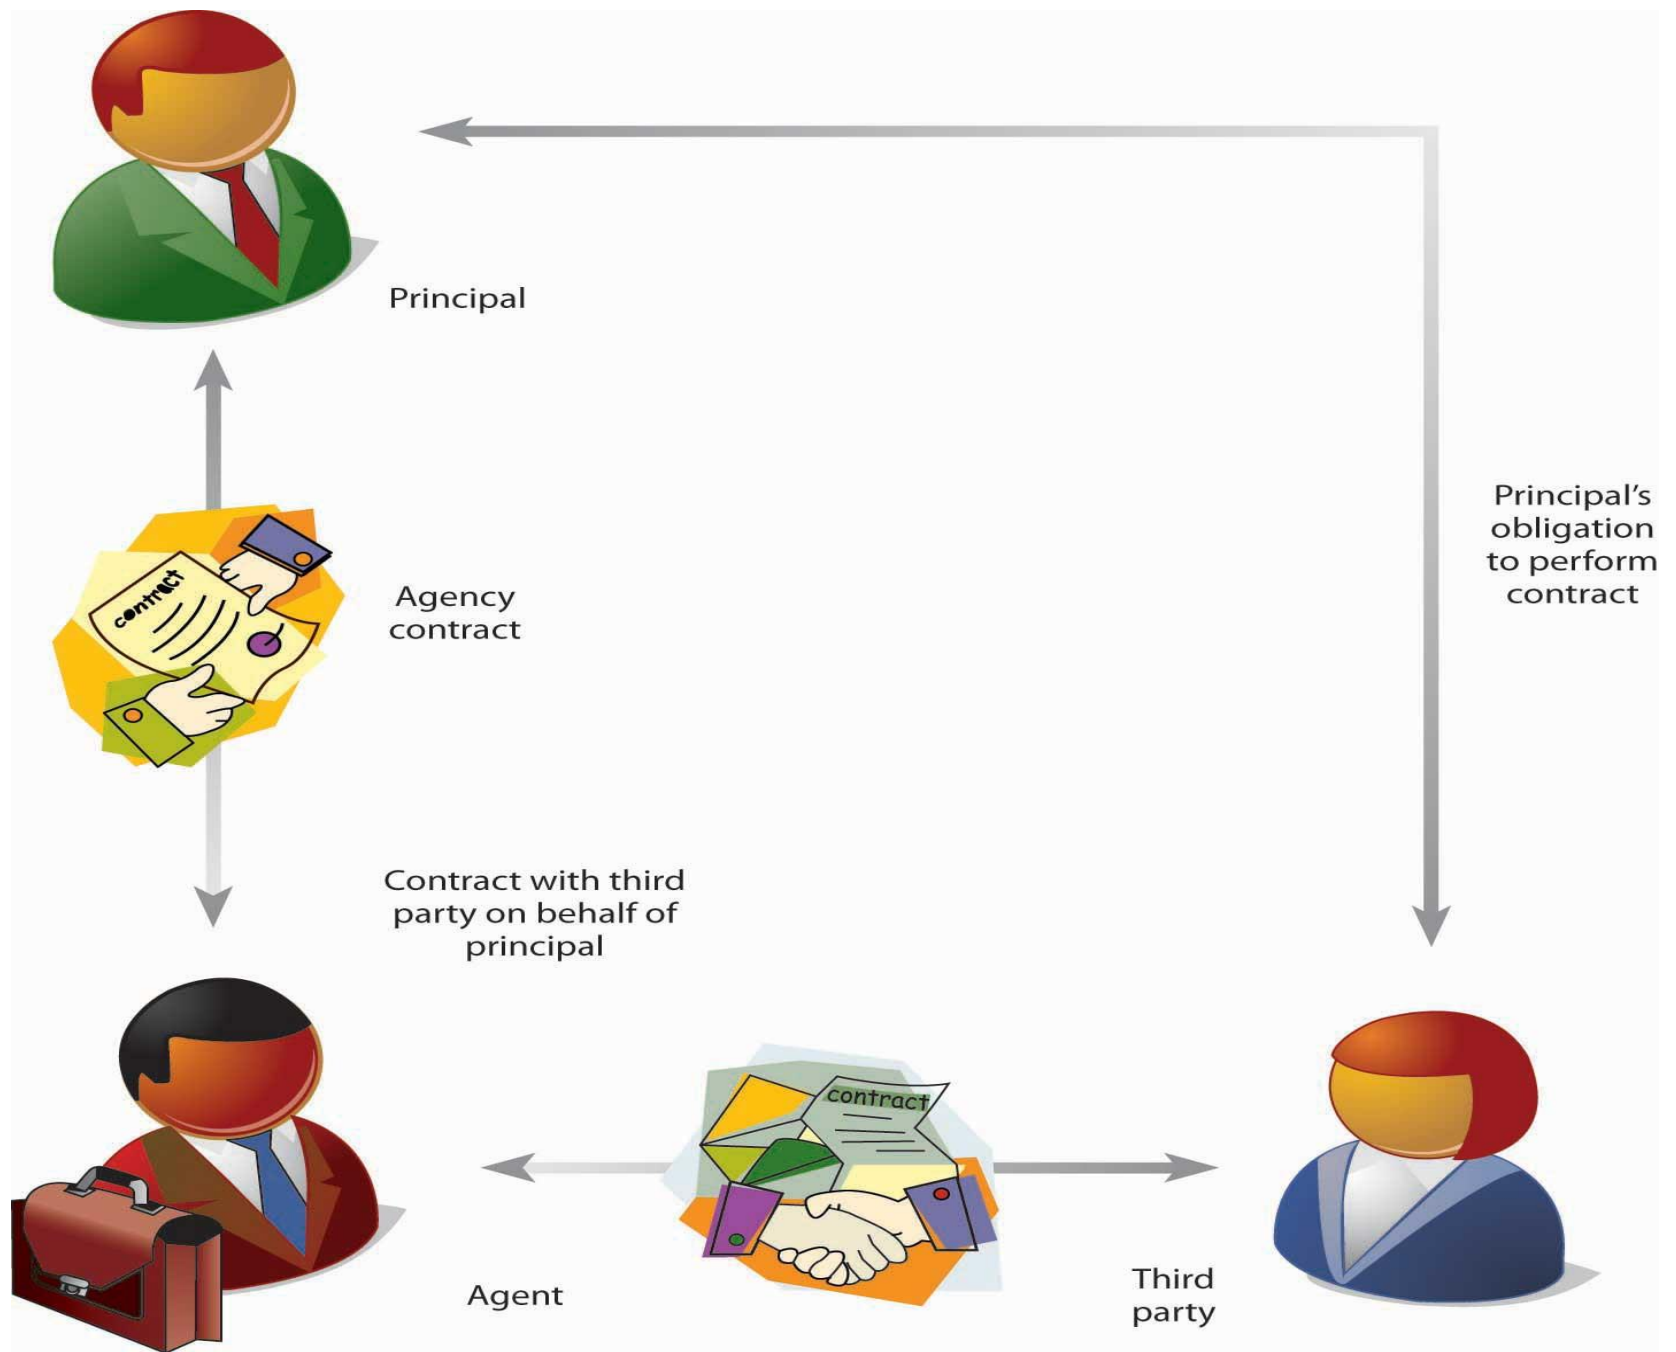 Principal
Principal's
obligation
to perform
contract
contract
Agency
contract
Contract with third
party on behalf of
principal
contract
Agent
Third
party